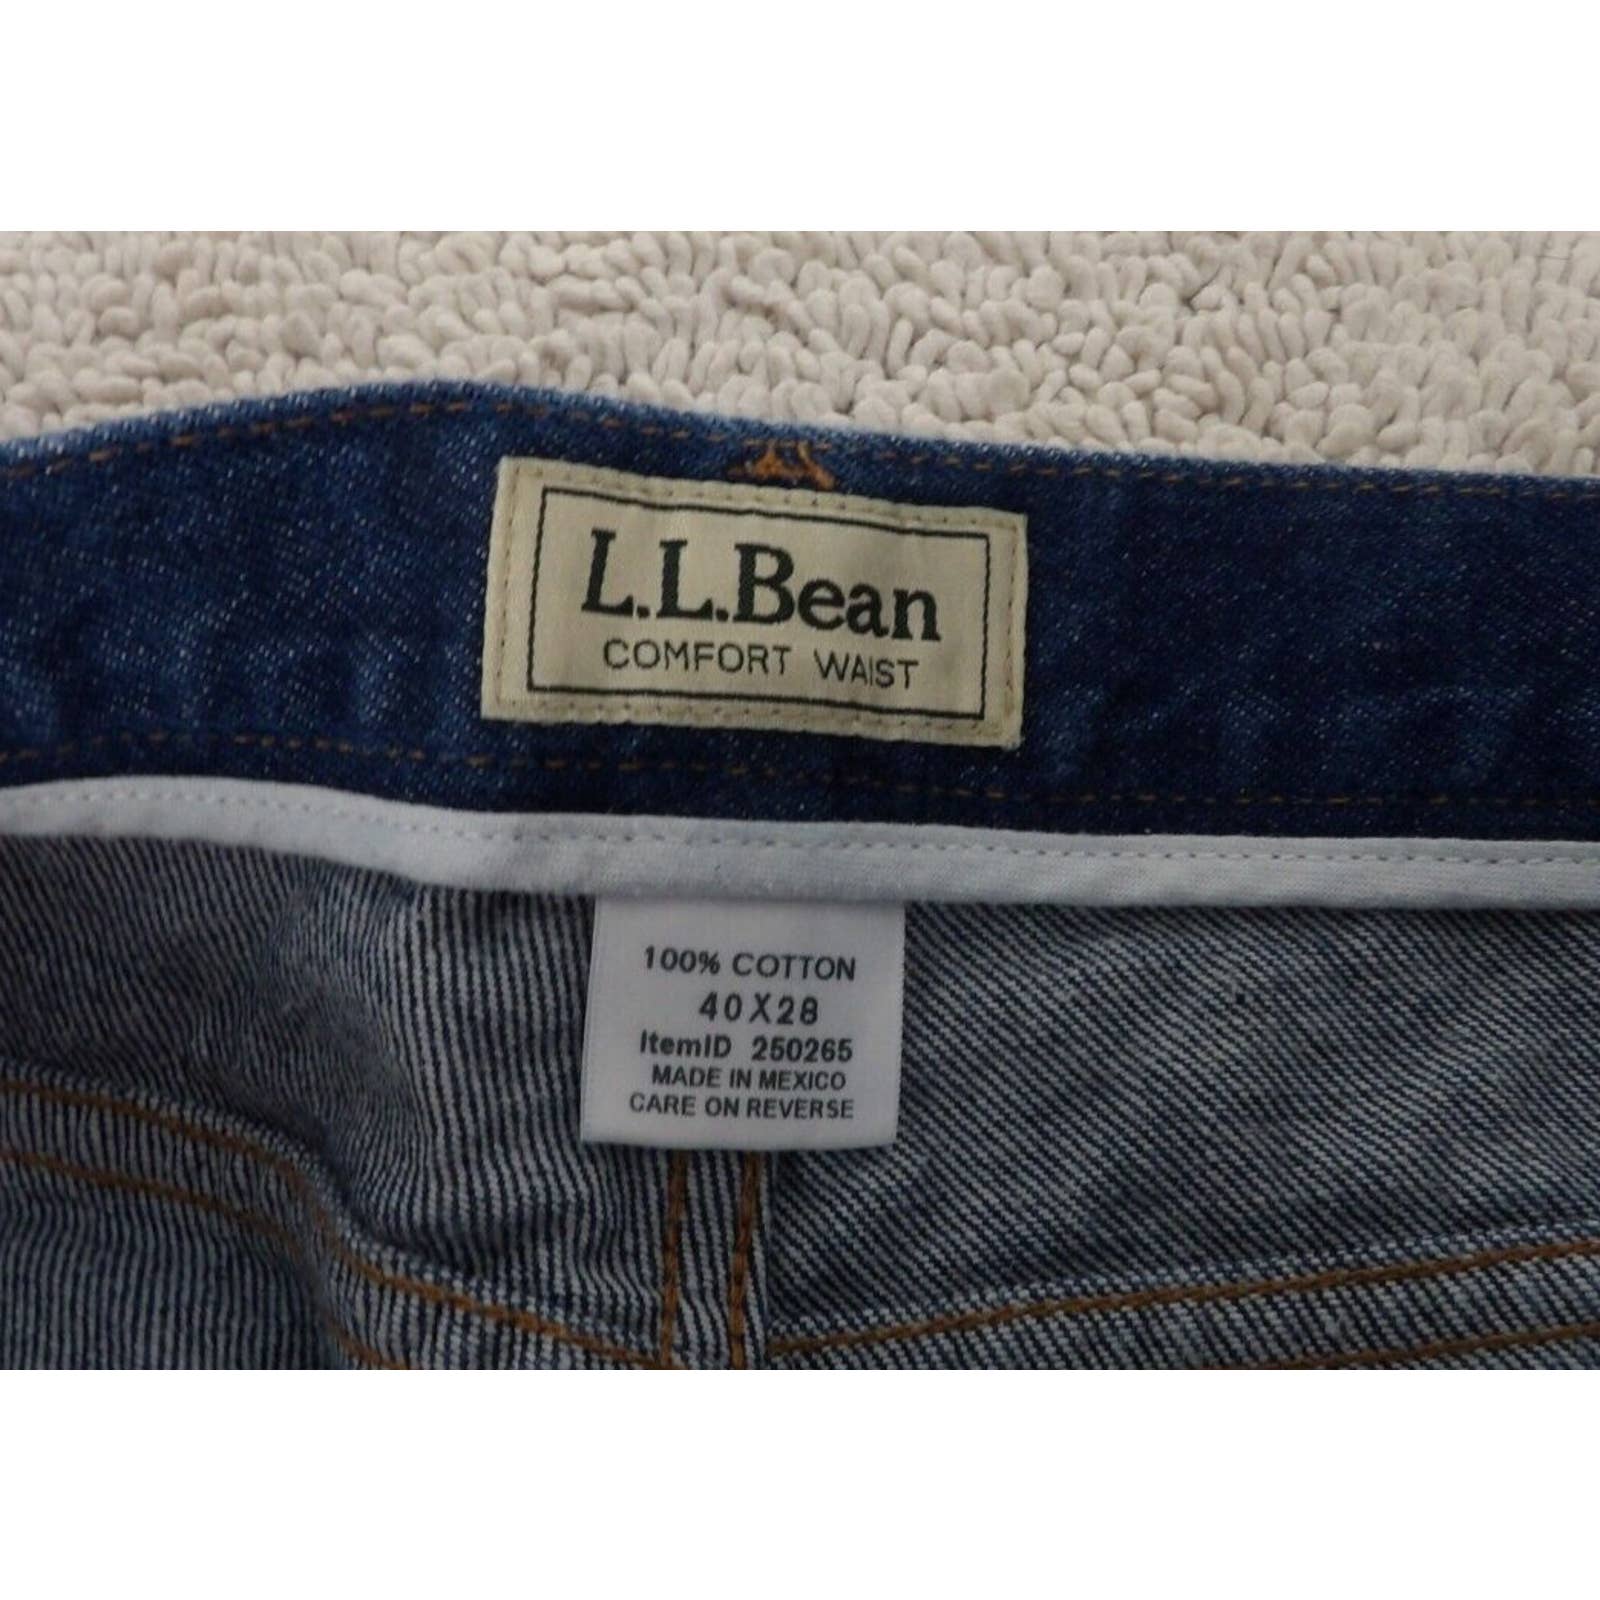 L.L.Bean
COMFORT WAIST
100% COTTON
40X28
ItemID 250265
MADE IN MEXICO
CARE ON REVERSE